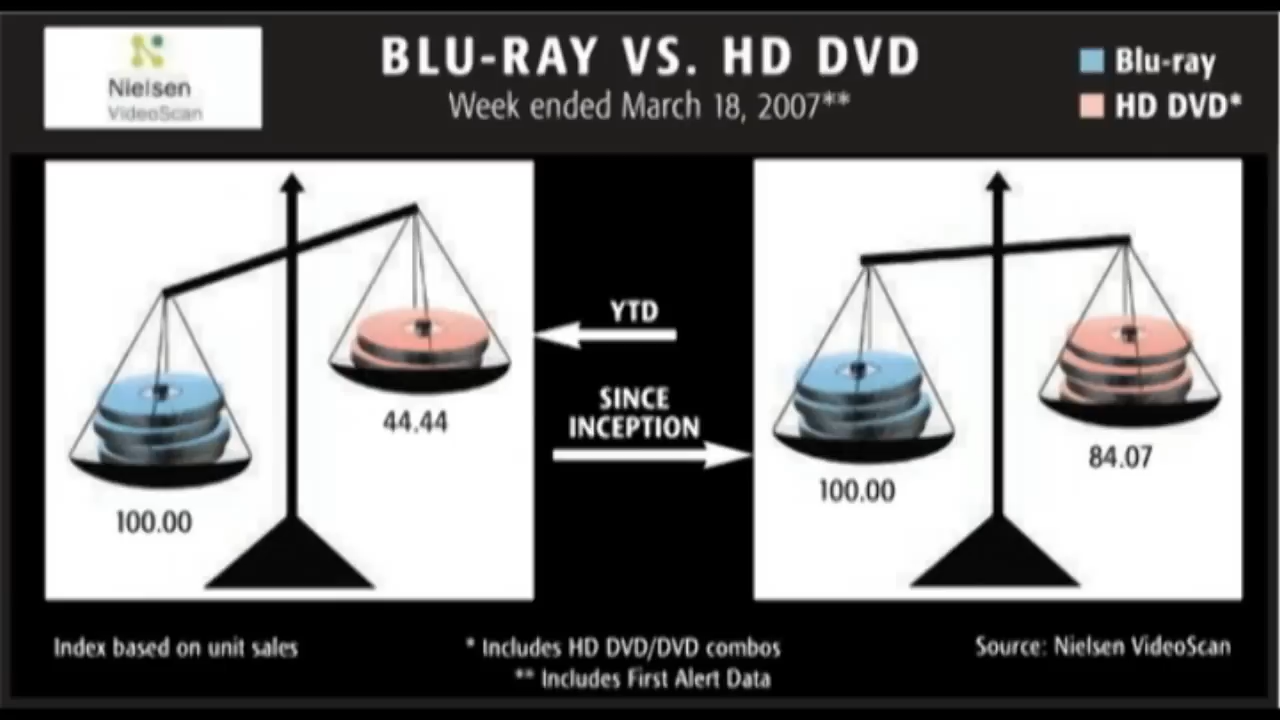 Nielsen
VideoScan
BLU-RAY VS. HD DVD
Week ended March 18, 2007**
Blu-ray
HD DVD*
44.44
100.00
YTD
SINCE
INCEPTION
84.07
100.00
Index based on unit sales
* Includes HD DVD/DVD combos
** Includes First Alert Data
Source: Nielsen VideoScan